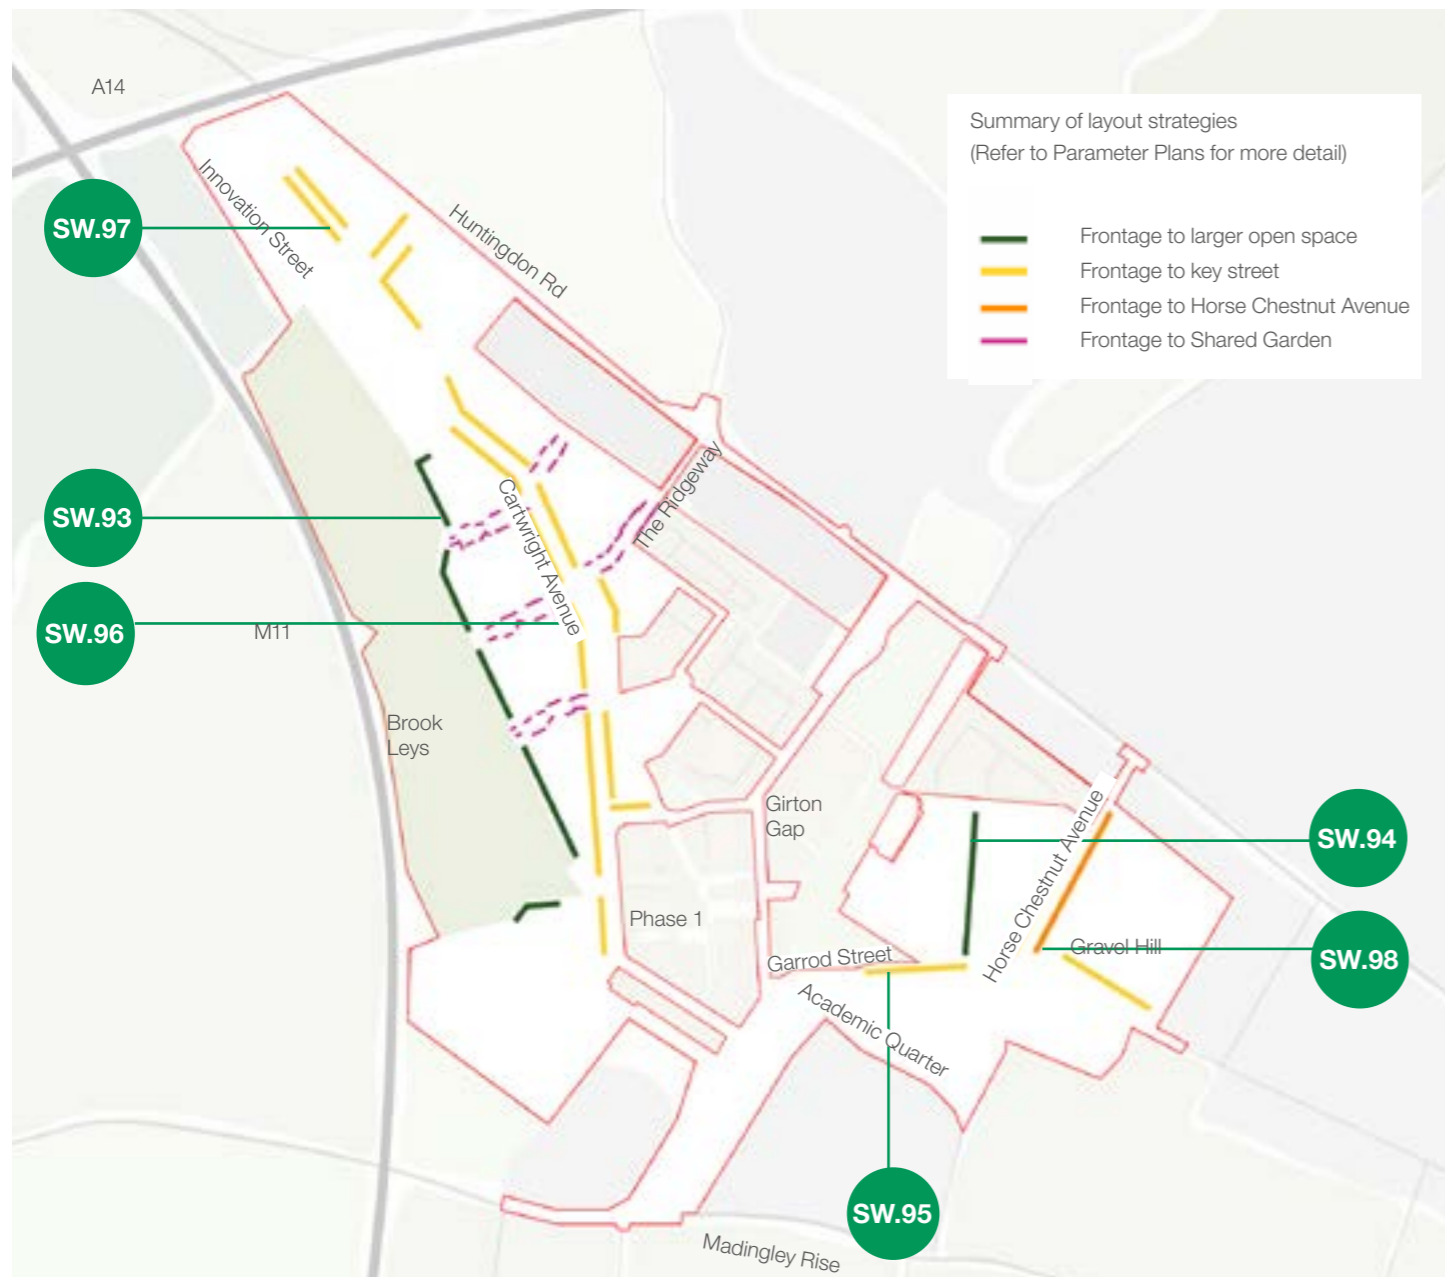 A14
Summary of layout strategies
(Refer to Parameter Plans for more detail)
Frontage to larger open space
Frontage to key street
Frontage to Horse Chestnut Avenue
Frontage to Shared Garden
SW.97
Innovation Street
Huntingdon Rd
SW.93
Cartwright Avenue
The Ridgeway
SW.96
M11
Brook
Leys
Girton
Gap
SW.94
Horse Chestnut Avenue
Phase 1
Garrod Street
Gravel Hill
SW.98
Academic Quarter
SW.95
Madingley Rise